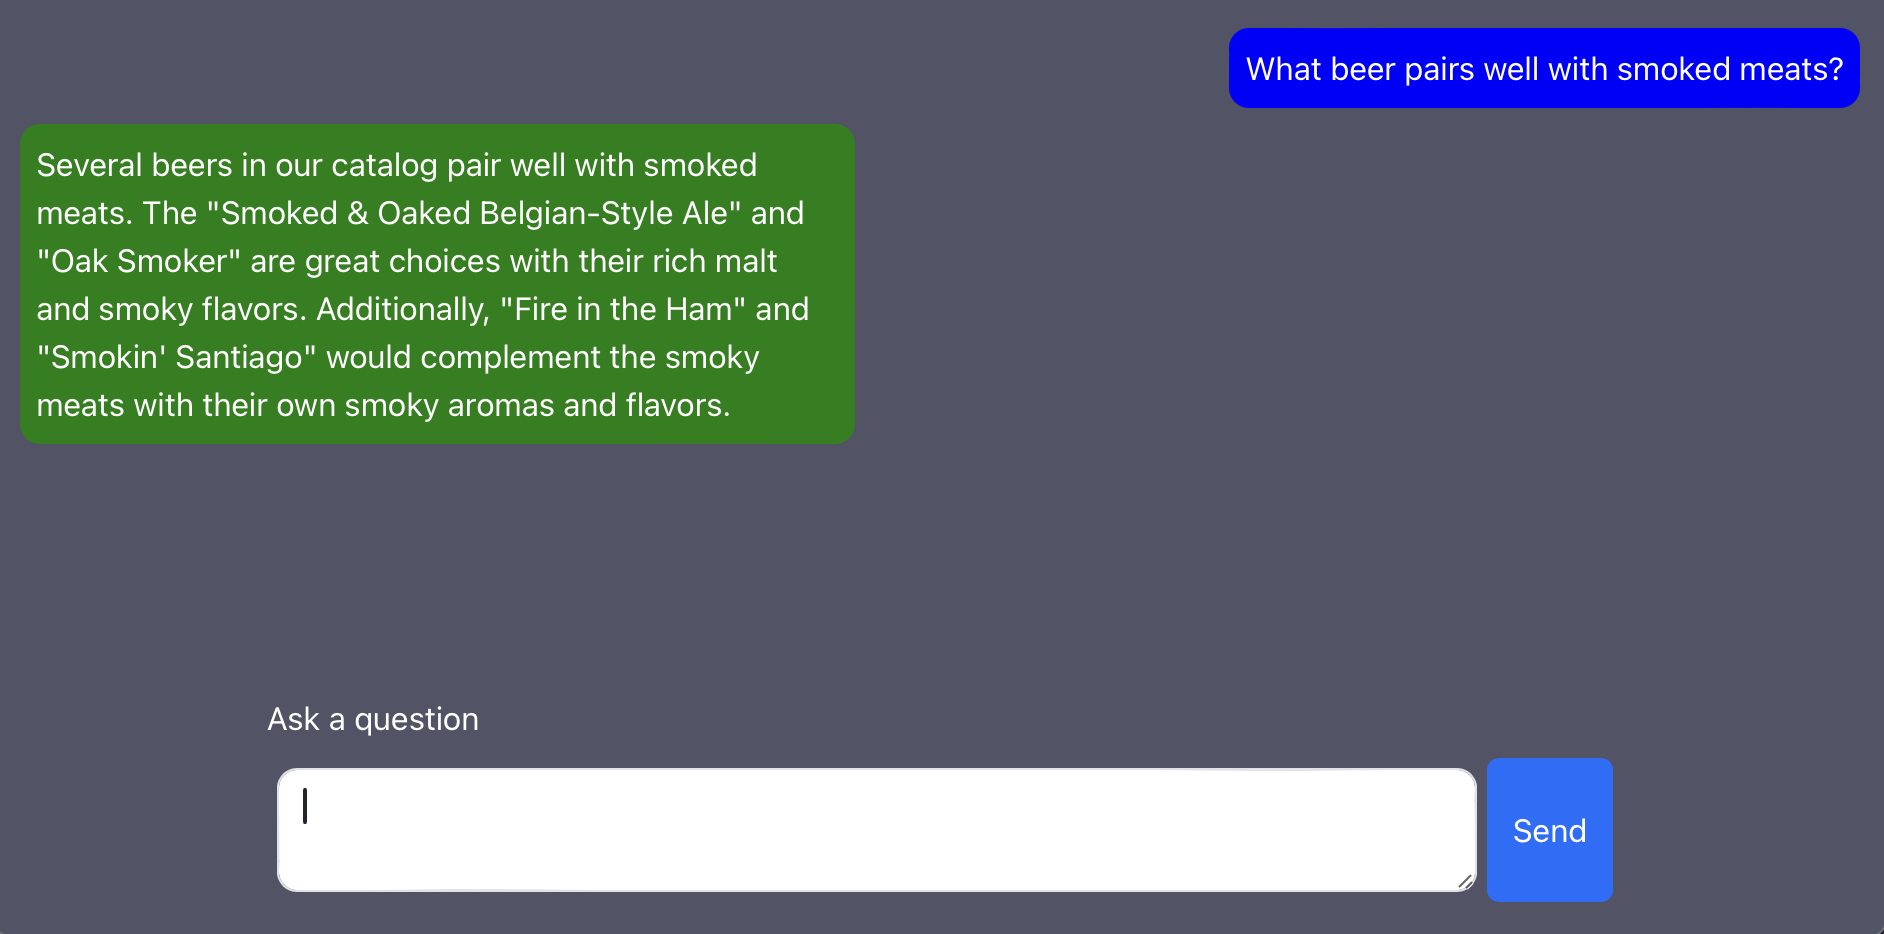 What beer pairs well with smoked meats?
Several beers in our catalog pair well with smoked
meats. The "Smoked & Oaked Belgian-Style Ale" and
"Oak Smoker" are great choices with their rich malt
and smoky flavors. Additionally, "Fire in the Ham" and
"Smokin' Santiago" would complement the smoky
meats with their own smoky aromas and flavors.
Ask a question
Send